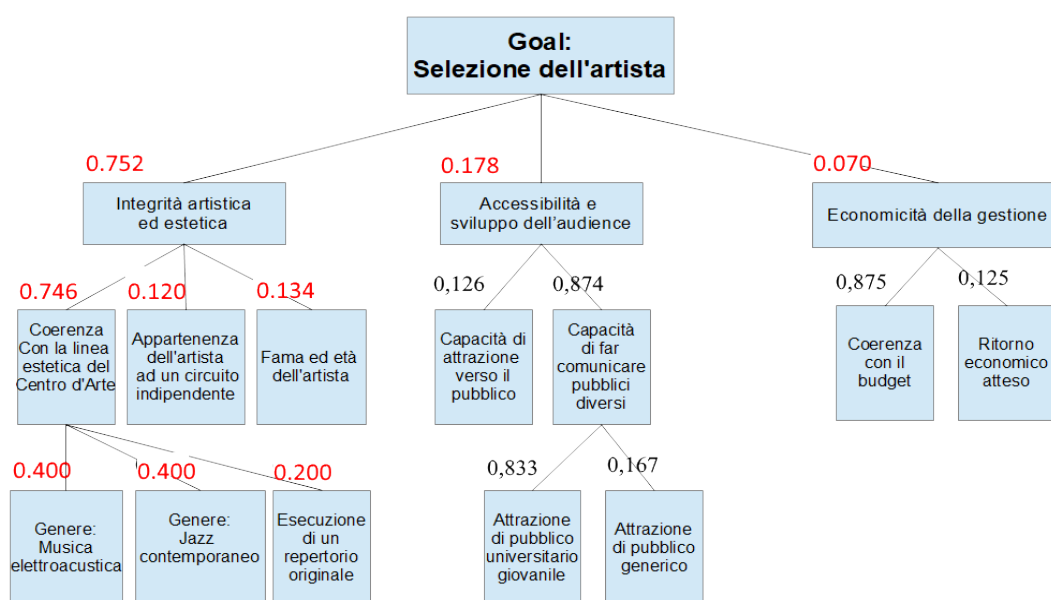 Goal:
Selezione dell'artista
0.752
0.178
0.070
Integrità artistica
ed estetica
Accessibilità e
sviluppo dell'audience
Economicità della gestione
0.746
0.120
0.134
0,126
0,874
0,875
0,125
Coerenza
Con la linea
estetica del
Centro d'Arte
Appartenenza
dell'artista
ad un circuito
indipendente
Fama ed età
dell'artista
Capacità di
attrazione
verso il
pubblico
Capacità
di far
comunicare
pubblici
diversi
Coerenza
con il
budget
Ritorno
economico
atteso
0.400
0.400
0.200
0,833
0,167
Genere:
Musica
elettroacustica
Genere:
Jazz
contemporaneo
Esecuzione
di un
repertorio
originale
Attrazione
di pubblico
universitario
giovanile
Attrazione
di pubblico
generico